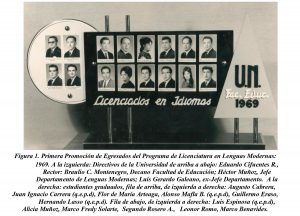 U.N.
Fac. Educ.
1969
Licenciados en Idiomas
Figura 1. Primera Promoción de Egresados del Programa de Licenciatura en Lenguas Modernas:
1969. A la izquierda: Directivos de la Universidad de arriba a abajo: Eduardo Cifuentes R.,
Rector: Braulio C. Montenegro, Decano Facultad de Educación; Héctor Muñoz, Jefe
Departamento de Lenguas Modernas; Luis Gerardo Galeano, ex-Jefe Departamento. A la
derecha: estudiantes graduados, fila de arriba, de izquierda a derecha: Augusto Cabrera,
Juan Ignacio Carrera (q.e.p.d), Flor de María Arteaga, Alonso Mafla B. (q.e.p.d), Guillermo Eraso,
Hernando Lasso (q.e.p.d). Fila de abajo, de izquierda a derecha: Luis Espinosa (q.e.p.d),
Alicia Muñoz, Marco Fredy Solarte, Segundo Rosero A., Leonor Romo, Mauro Benavides.